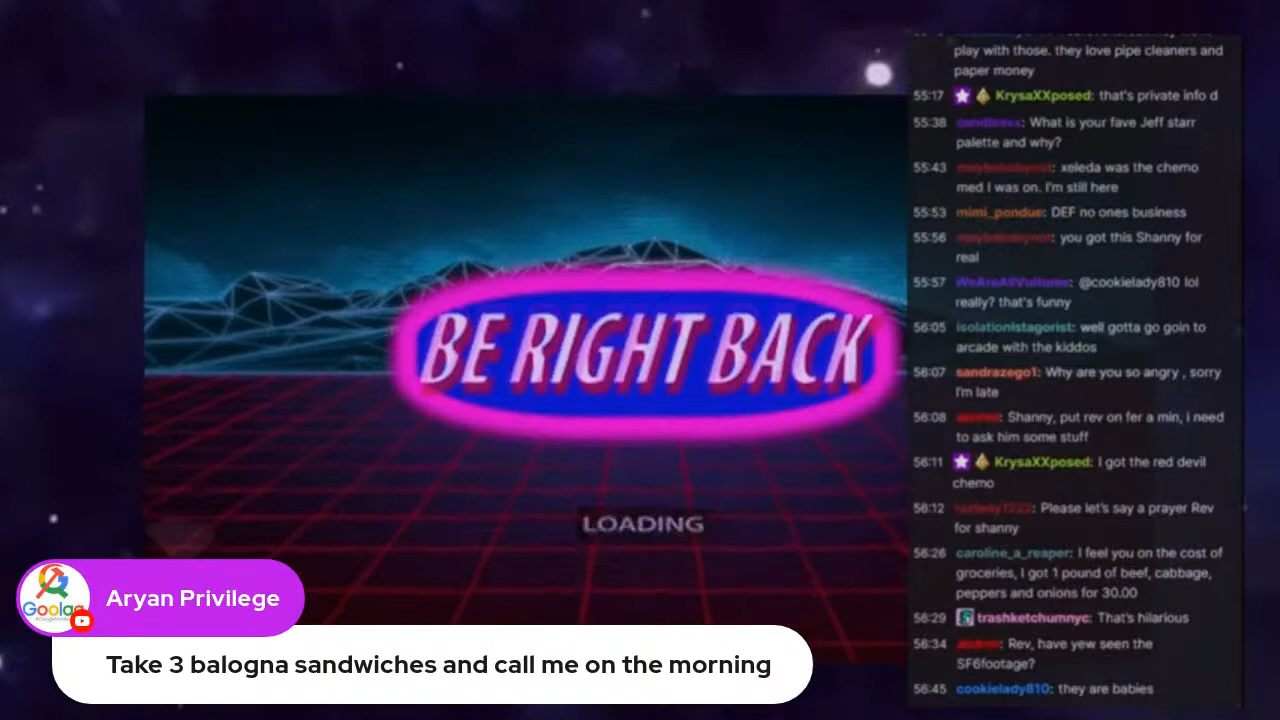 play with those. they love pipe cleaners and
paper money
55:17 KrysaXXposed: that's private info d
55:38 What is your fave Jeff starr
palette and why?
55:43 xeleda was the chemo
med I was on. I'm still here
55:53 mimi_pondue: DEF no ones business
55:56 you got this Shanny for
real
55:57 WeAreAllVultures: @cookielady810 lol
really? that's funny
56:05 isolationistagorist: well gotta go goin to
arcade with the kiddos
56:07 sandrazego1: Why are you so angry , sorry
I'm late
56:08 Shanny, put rev on fer a min, i need
to ask him some stuff
56:11 KrysaXXposed: I got the red devil
chemo
56:12 Please let's say a prayer Rev
for shanny
56:26 caroline_a_reaper: I feel you on the cost of
groceries, I got 1 pound of beef, cabbage,
peppers and onions for 30.00
56:29 trashketchumnyc: That's hilarious
56:34 Rev, have yew seen the
SF6footage?
56:45 cookielady810: they are babies
BE RIGHT BACK
LOADING
Goolag
Aryan Privilege
Take 3 balogna sandwiches and call me on the morning